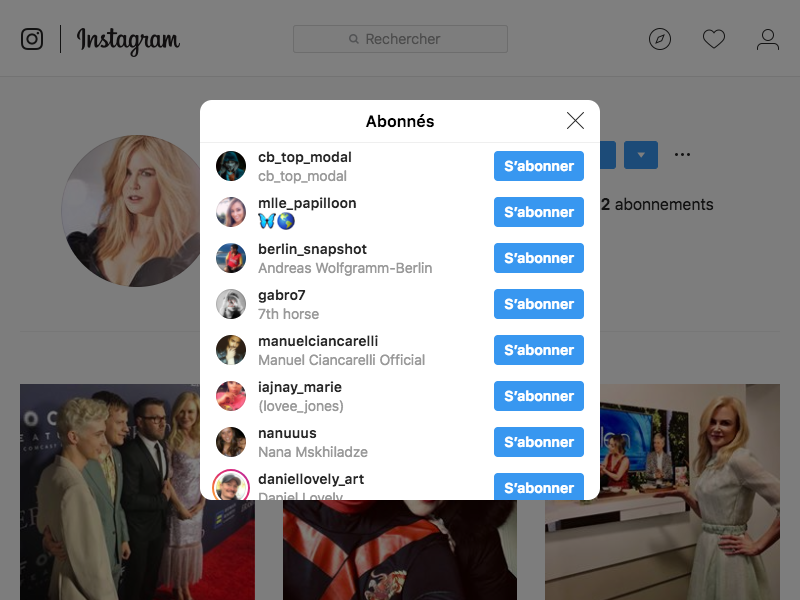 Instagram
Rechercher
2 abonnements
Abonnés
cb_top_modal
cb_top_modal
S'abonner
mlle_papilloon
🦋🌎
S'abonner
berlin_snapshot
Andreas Wolfgramm-Berlin
S'abonner
gabro7
7th horse
S'abonner
manuelciancarelli
Manuel Ciancarelli Official
S'abonner
iajnay_marie
(lovee_jones)
S'abonner
nanuuus
Nana Mskhiladze
S'abonner
daniellovely_art
Daniel Lovely
S'abonner